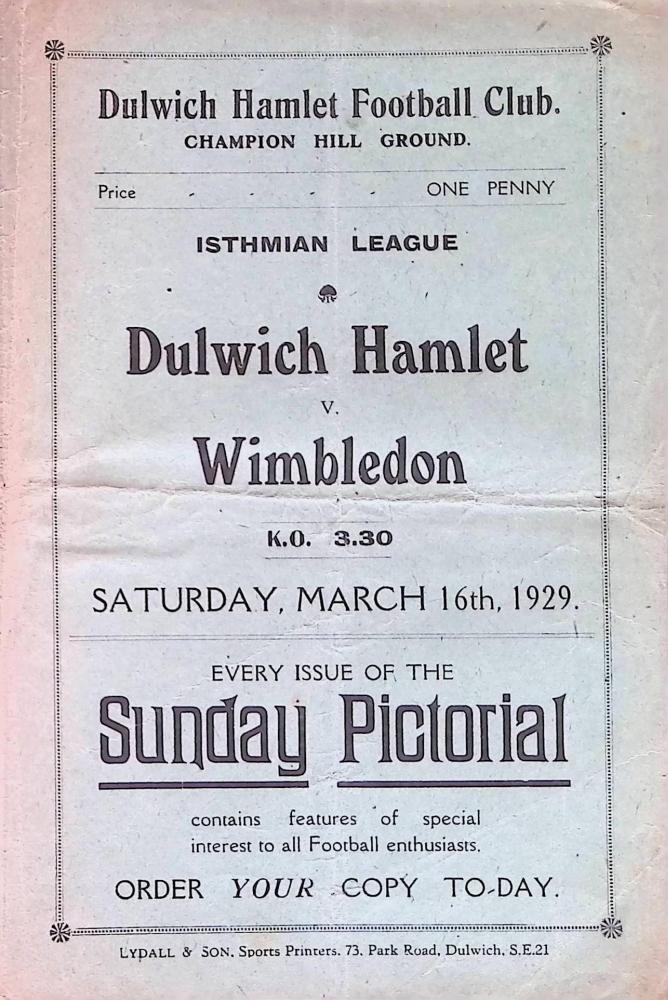 Dulwich Hamlet Football Club.
CHAMPION HILL GROUND.
Price - - - - ONE PENNY
ISTHMIAN LEAGUE
Dulwich Hamlet
V.
Wimbledon
K.O. 3.30
SATURDAY, MARCH 16th, 1929.
EVERY ISSUE OF THE
Sunday Pictorial
contains features of special
interest to all Football enthusiasts.
ORDER YOUR COPY TO-DAY.
LYDALL & SON, Sports Printers, 73, Park Road, Dulwich, S.E.21